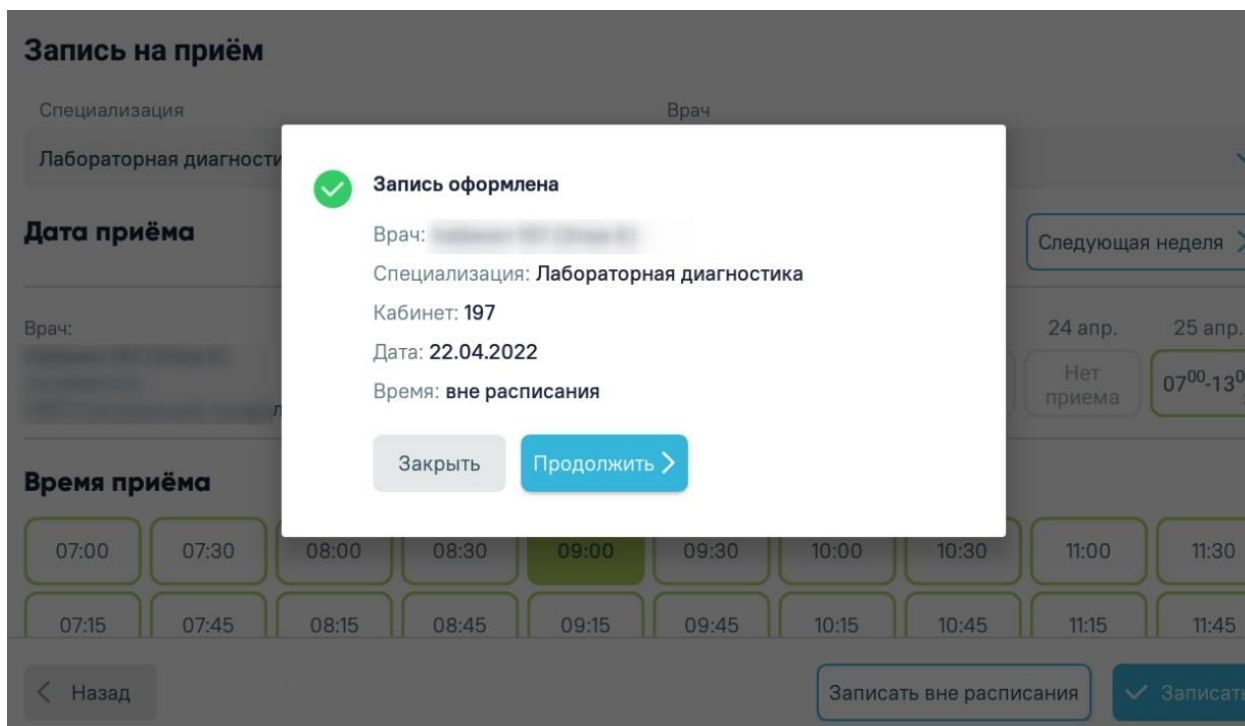 Запись на приём
Специализация
Врач
Лабораторная
Запись оформлена
Дата приёма
Врач:
Следующая неделя
Специализация: Лабораторная диагностика
Кабинет: 197
Врач:
24 апр.
25 апр.
Дата: 22.04.2022
Нет
приема
07⁰⁰-13
Время: вне расписания
Закрыть
Продолжить
Время приёма
07:00 07:30 08:00 08:30 09:00 09:30 10:00 10:30 11:00 11:30
07:15 07:45 08:15 08:45 09:15 09:45 10:15 10:45 11:15 11:45
Назад
Записать вне расписания